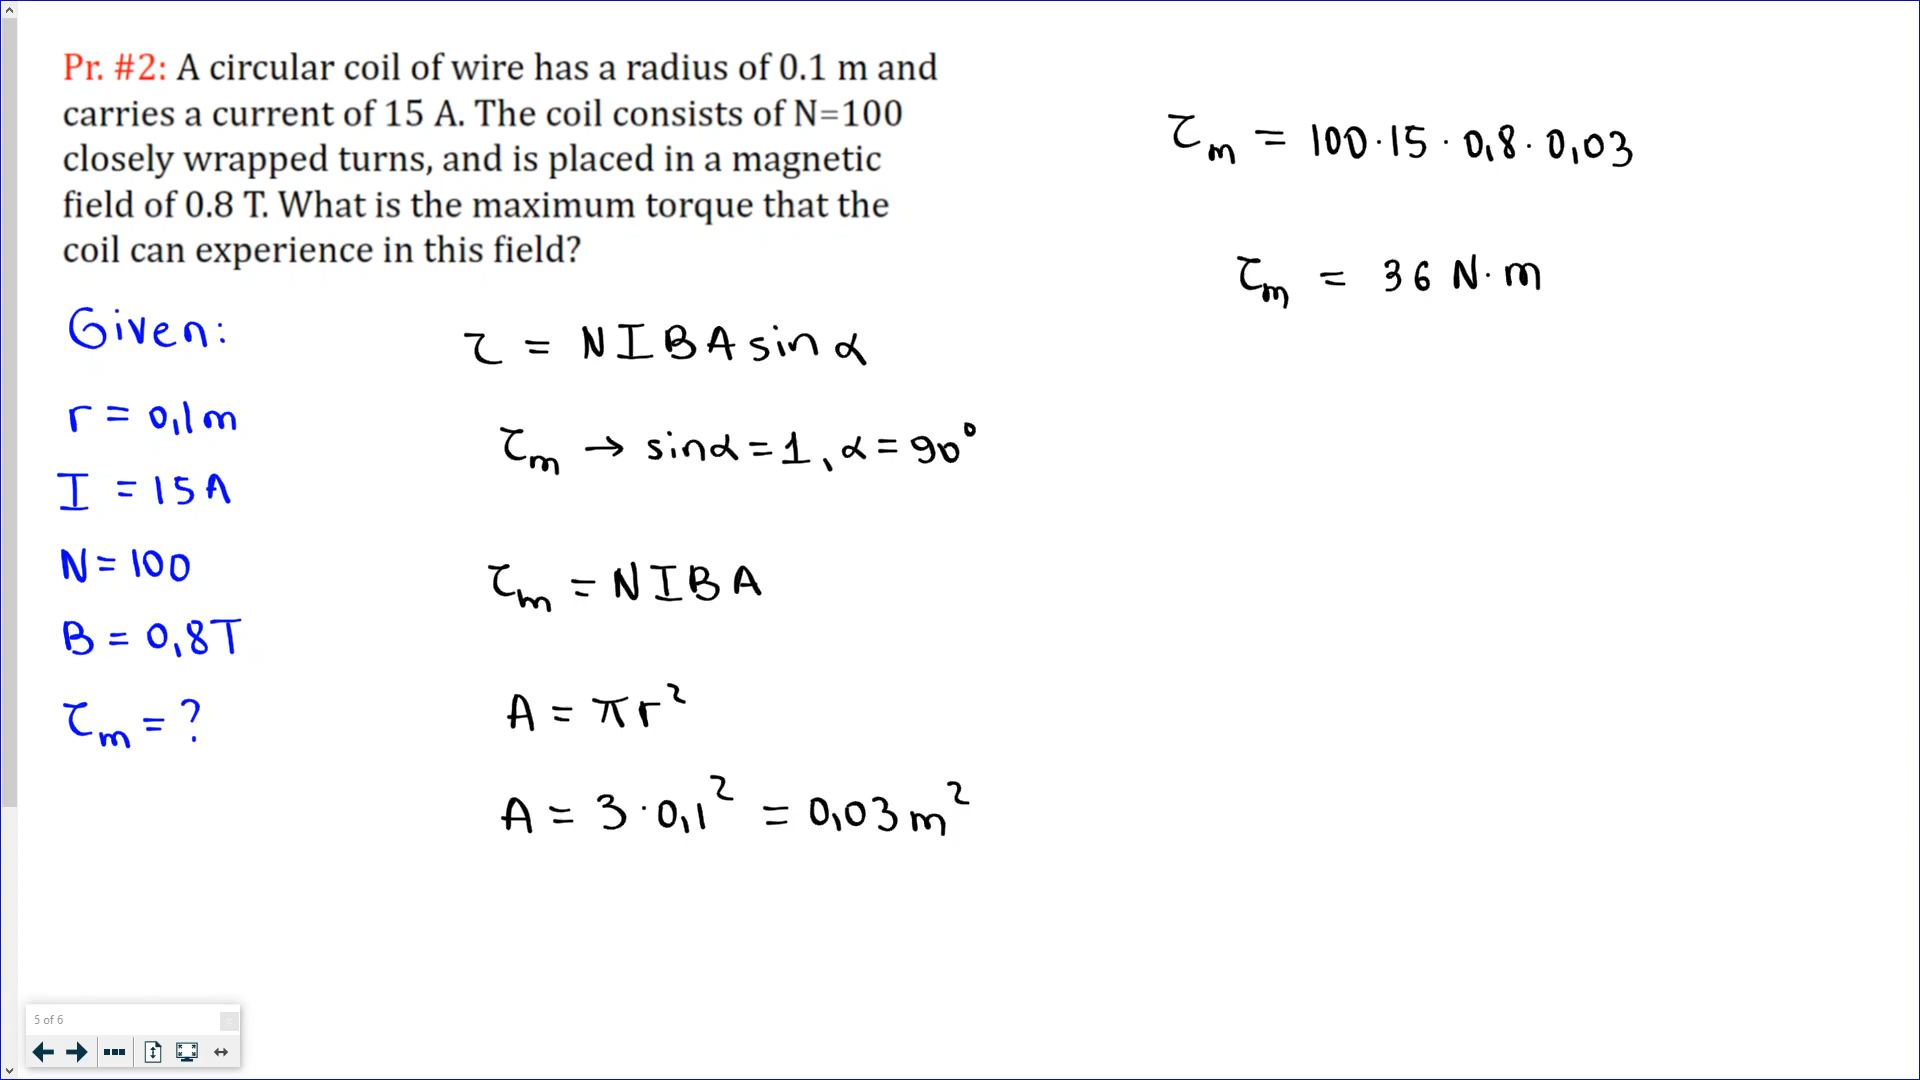 Pr. #2: A circular coil of wire has a radius of 0.1 m and
carries a current of 15 A. The coil consists of N=100
closely wrapped turns, and is placed in a magnetic
field of 0.8 T. What is the maximum torque that the
coil can experience in this field?
Given:
r = 0,1m
I = 15A
N = 100
B = 0,8T
τm = ?
τ = NIBA sin α
τm → sinα = 1, α = 90°
τm = NIBA
A = πr²
A = 3 · 0,1² = 0,03 m²
τm = 100 · 15 · 0,8 · 0,03
τm = 36 N · m
5 of 6